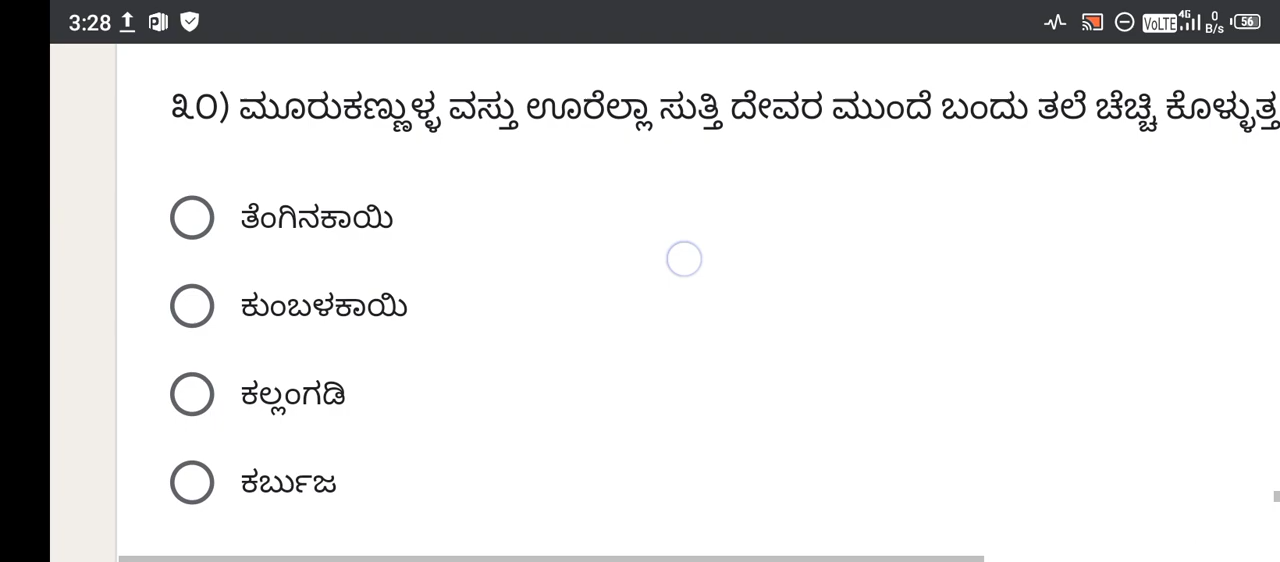 3:28 VoLTE 4G 0 B/s 56
೩೦) ಮೂರುಕಣ್ಣುಳ್ಳ ವಸ್ತು ಊರೆಲ್ಲಾ ಸುತ್ತಿ ದೇವರ ಮುಂದೆ ಬಂದು ತಲೆ ಚೆಚ್ಚಿ ಕೊಳ್ಳುತ್ತ
ತೆಂಗಿನಕಾಯಿ
ಕುಂಬಳಕಾಯಿ
ಕಲ್ಲಂಗಡಿ
ಕರ್ಬುಜ